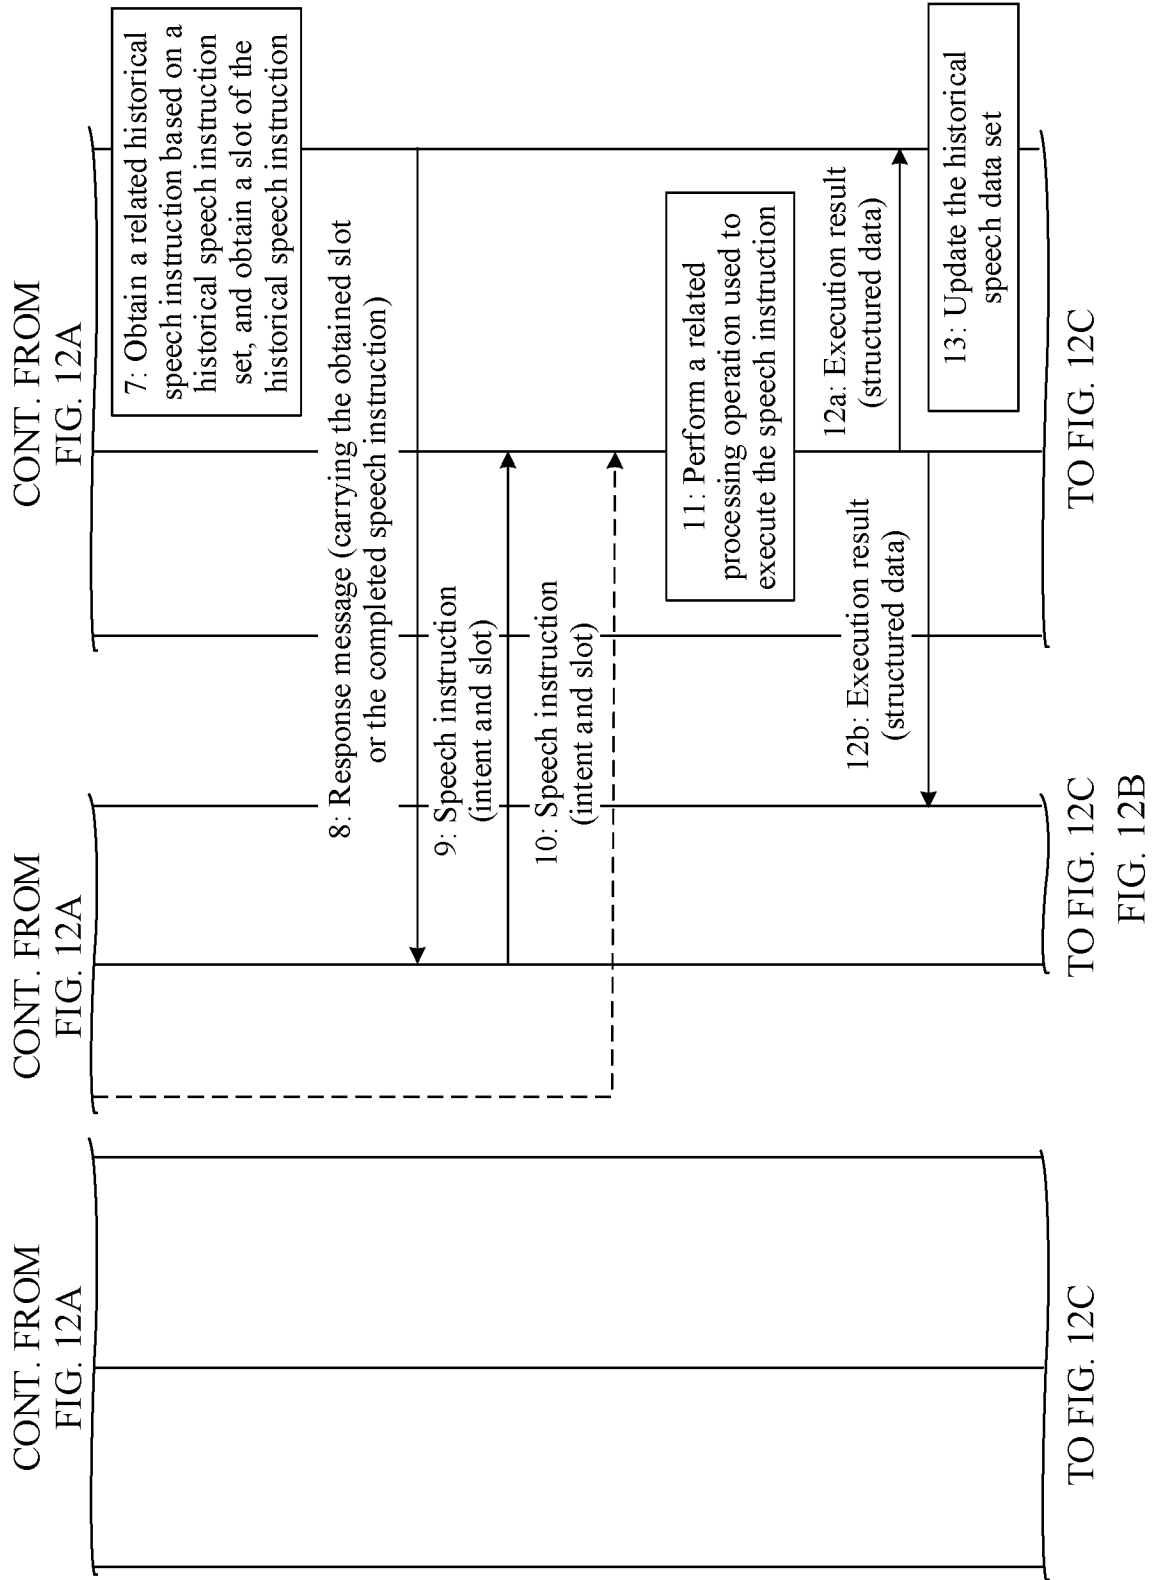 CONT. FROM
FIG. 12A
CONT. FROM
FIG. 12A
CONT. FROM
FIG. 12A
7: Obtain a related historical
speech instruction based on a
historical speech instruction
set, and obtain a slot of the
historical speech instruction
8: Response message (carrying the obtained slot
or the completed speech instruction)
9: Speech instruction
(intent and slot)
10: Speech instruction
(intent and slot)
11: Perform a related
processing operation used to
execute the speech instruction
12a: Execution result
(structured data)
12b: Execution result
(structured data)
13: Update the historical
speech data set
TO FIG. 12C
TO FIG. 12C
TO FIG. 12C
FIG. 12B